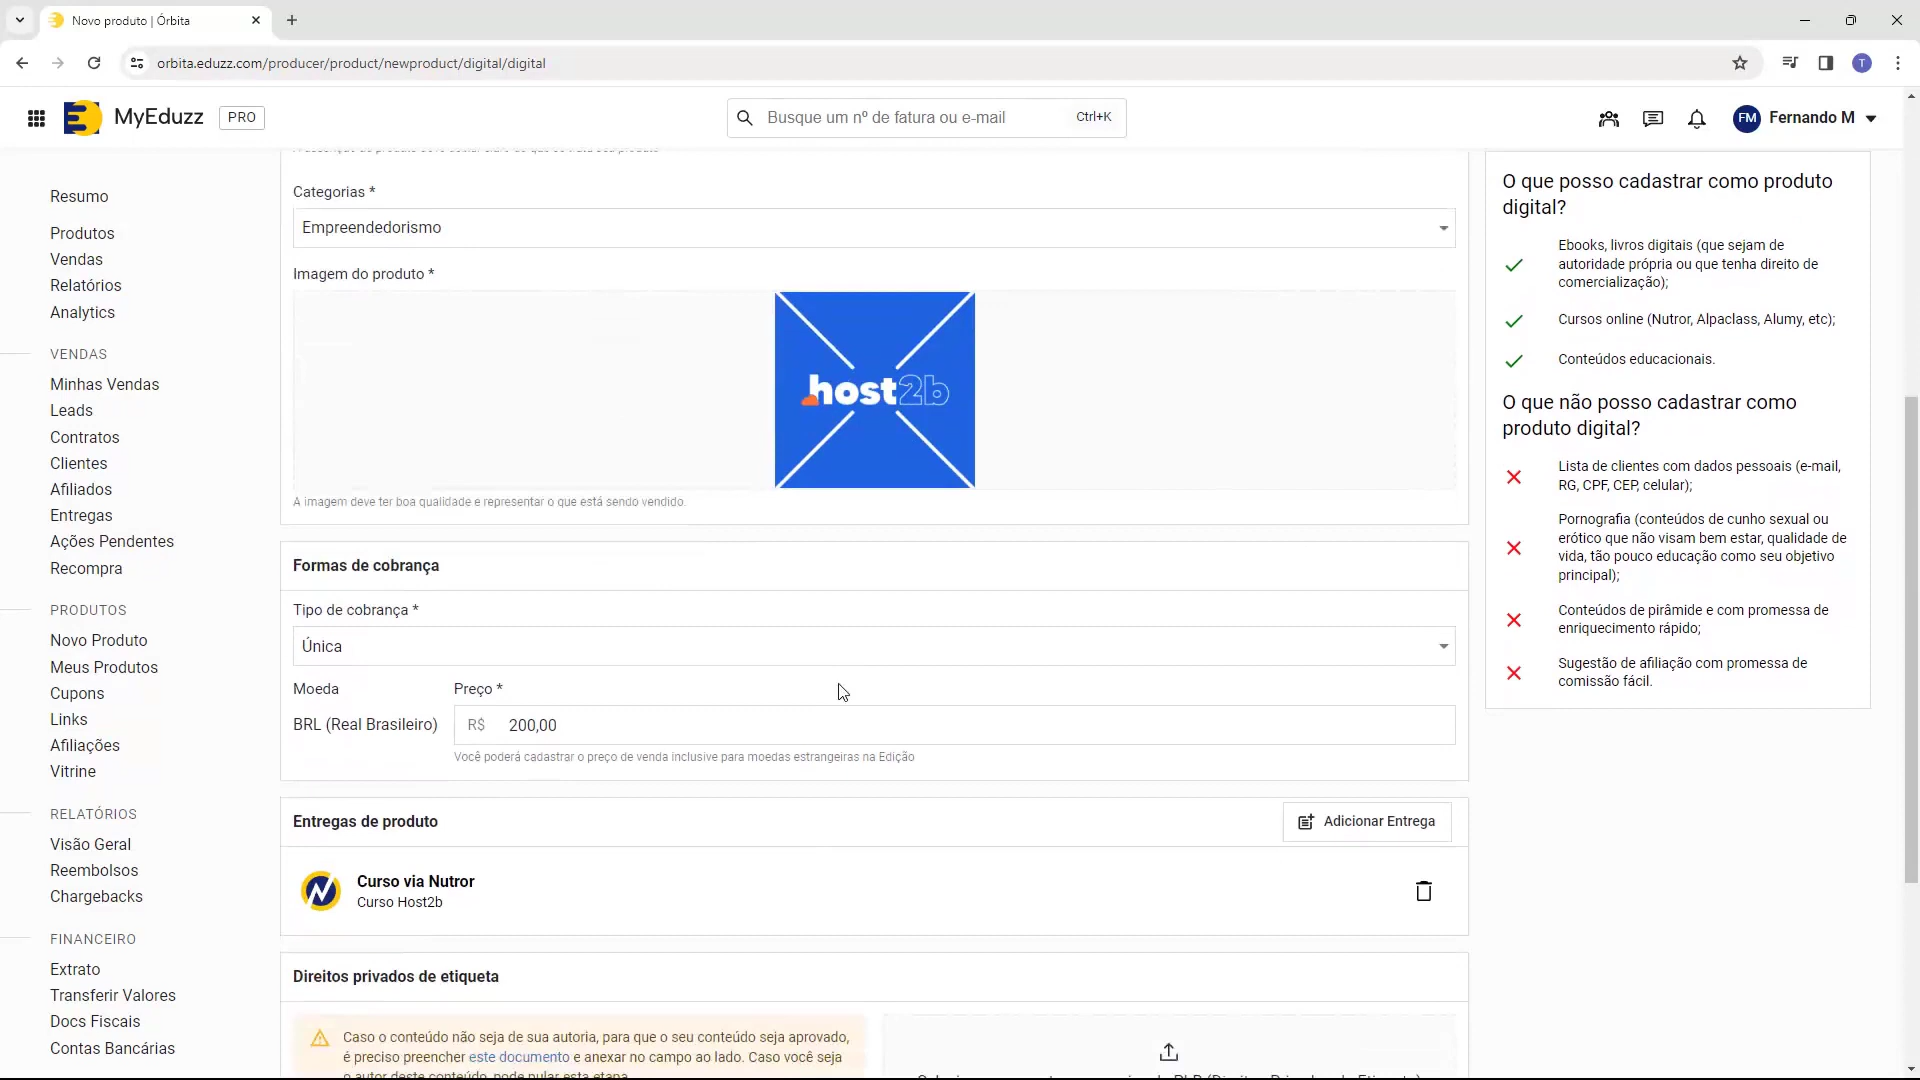 Novo produto | Órbita
orbita.eduzz.com/producer/product/newproduct/digital/digital
T
MyEduzz
PRO
Busque um nº de fatura ou e-mail
Ctrl+K
FM
Fernando M
Resumo
Produtos
Vendas
Relatórios
Analytics
VENDAS
Minhas Vendas
Leads
Contratos
Clientes
Afiliados
Entregas
Ações Pendentes
Recompra
PRODUTOS
Novo Produto
Meus Produtos
Cupons
Links
Afiliações
Vitrine
RELATÓRIOS
Visão Geral
Reembolsos
Chargebacks
FINANCEIRO
Extrato
Transferir Valores
Docs Fiscais
Contas Bancárias
Categorias *
Empreendedorismo
Imagem do produto *
host2b
A imagem deve ter boa qualidade e representar o que está sendo vendido.
Formas de cobrança
Tipo de cobrança *
Única
Moeda
Preço *
BRL (Real Brasileiro)
R$
200,00
Você poderá cadastrar o preço de venda inclusive para moedas estrangeiras na Edição
Entregas de produto
Adicionar Entrega
Curso via Nutror
Curso Host2b
Direitos privados de etiqueta
Caso o conteúdo não seja de sua autoria, para que o seu conteúdo seja aprovado,
é preciso preencher este documento e anexar no campo ao lado. Caso você seja
o autor deste conteúdo, pode pular esta etapa.
O que posso cadastrar como produto
digital?
Ebooks, livros digitais (que sejam de
autoridade própria ou que tenha direito de
comercialização);
Cursos online (Nutror, Alpaclass, Alumy, etc);
Conteúdos educacionais.
O que não posso cadastrar como
produto digital?
Lista de clientes com dados pessoais (e-mail,
RG, CPF, CEP, celular);
Pornografia (conteúdos de cunho sexual ou
erótico que não visam bem estar, qualidade de
vida, tão pouco educação como seu objetivo
principal);
Conteúdos de pirâmide e com promessa de
enriquecimento rápido;
Sugestão de afiliação com promessa de
comissão fácil.